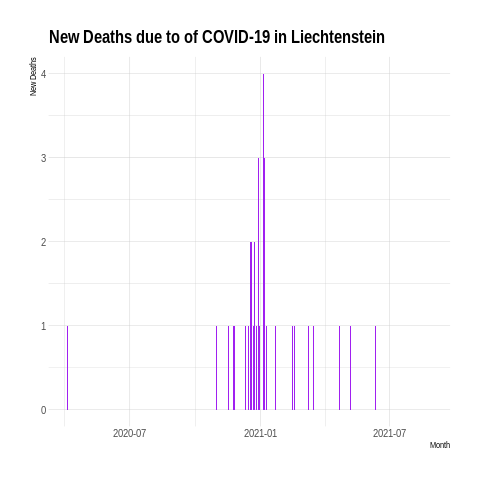 New Deaths due to of COVID-19 in Liechtenstein
New Deaths
4
3
2
1
0
2020-07
2021-01
2021-07
Month